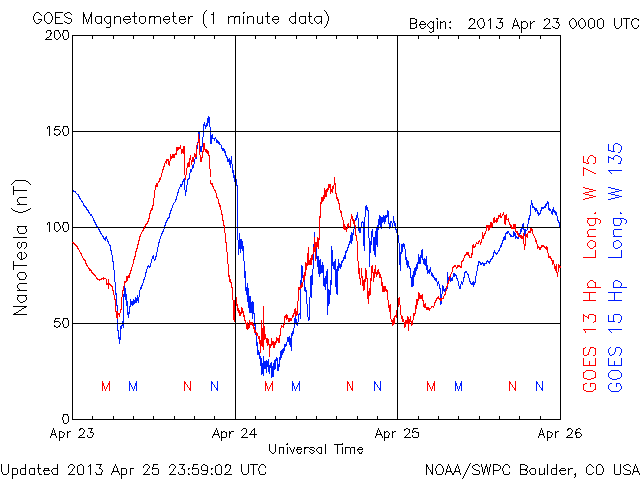 GOES Magnetometer (1 minute data)
Begin: 2013 Apr 23 0000 UTC
200
150
100
50
0
NanoTesla (nT)
M M N N M M N N M M N N
Apr 23 Apr 24 Apr 25 Apr 26
Universal Time
GOES 13 Hp Long. W 75
GOES 15 Hp Long. W 135
Updated 2013 Apr 25 23:59:02 UTC
NOAA/SWPC Boulder, CO USA